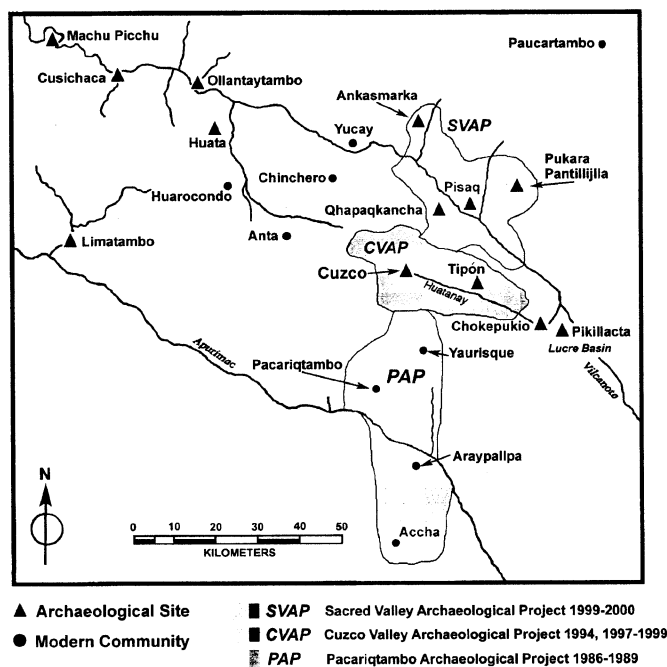 Machu Picchu
Paucartambo
Cusichaca
Ollantaytambo
Ankasmarka
SVAP
Yucay
Huata
Pukara
Pantillijlla
Chinchero
Pisaq
Huarocondo
Qhapaqkancha
Anta
Limatambo
CVAP
Cuzco
Tipón
Huatanay
Chokepukio
Pikillacta
Lucre Basin
Apurimac
Yaurisque
Pacariqtambo
PAP
Vilcanota
Araypallpa
N
Accha
0 10 20 30 40 50
KILOMETERS
Archaeological Site
SVAP Sacred Valley Archaeological Project 1999-2000
Modern Community
CVAP Cuzco Valley Archaeological Project 1994, 1997-1999
PAP Pacariqtambo Archaeological Project 1986-1989